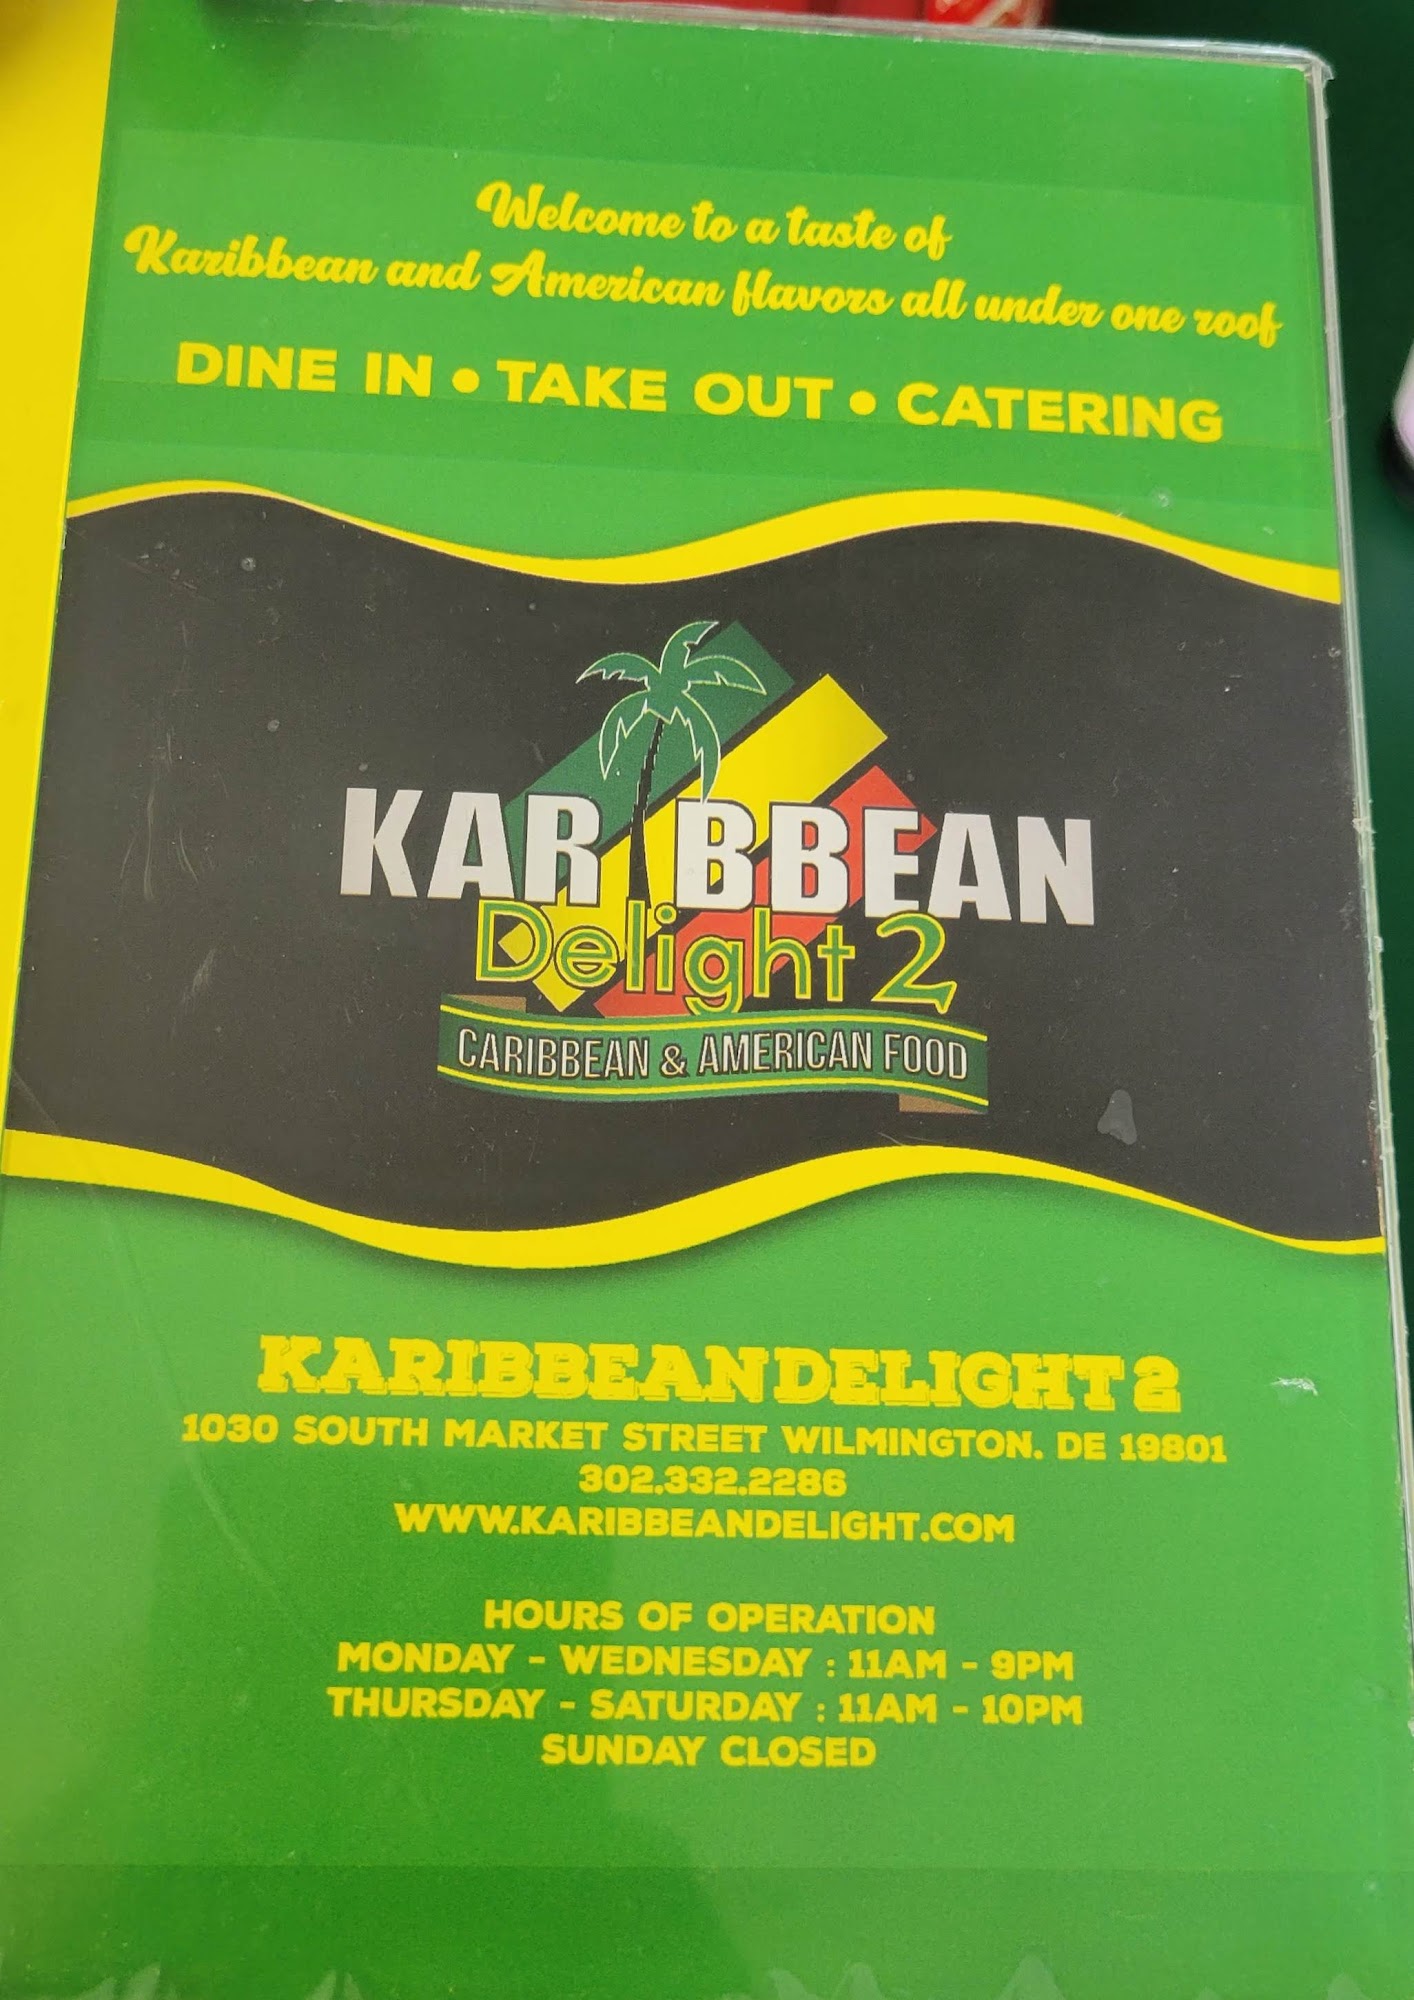 Welcome to a taste of
Karibbean and American flavors all under one roof
DINE IN • TAKE OUT • CATERING
KARIBBEAN
Delight 2
CARIBBEAN & AMERICAN FOOD
KARIBBEAN DELIGHT 2
1030 SOUTH MARKET STREET WILMINGTON. DE 19801
302.332.2286
WWW.KARIBBEANDELIGHT.COM
HOURS OF OPERATION
MONDAY - WEDNESDAY : 11AM - 9PM
THURSDAY - SATURDAY : 11AM - 10PM
SUNDAY CLOSED